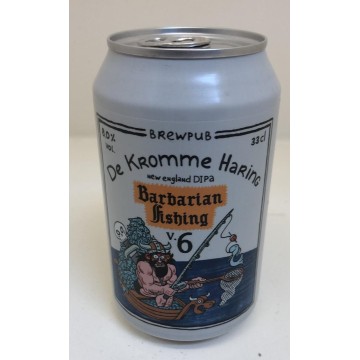 BREWPUB
8.0%
VOL.
33cl
De Kromme Haring
NEW ENGLAND DIPA
Barbarian
Fishing
V.6